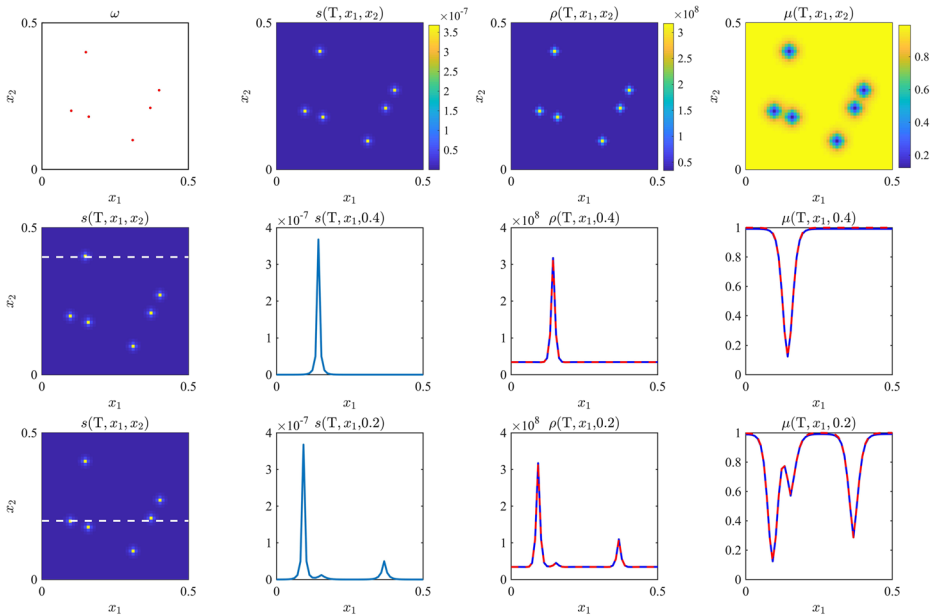 ω
s(T, x₁, x₂)
ρ(T, x₁, x₂)
μ(T, x₁, x₂)
×10⁻⁷
×10⁸
0.5
x₂
0
0
0.5
x₁
0.5
x₂
0
0
0.5
x₁
3.5
3
2.5
2
1.5
1
0.5
0.5
x₂
0
0
0.5
x₁
3
2.5
2
1.5
1
0.5
0.5
x₂
0
0
0.5
x₁
0.8
0.6
0.4
0.2
s(T, x₁, x₂)
0.5
x₂
0
0
0.5
x₁
×10⁻⁷ s(T, x₁,0.4)
4
3
2
1
0
0
0.5
x₁
×10⁸ ρ(T, x₁,0.4)
4
3
2
1
0
0
0.5
x₁
μ(T, x₁,0.4)
1
0.8
0.6
0.4
0.2
0
0
0.5
x₁
s(T, x₁, x₂)
0.5
x₂
0
0
0.5
x₁
×10⁻⁷ s(T, x₁,0.2)
4
3
2
1
0
0
0.5
x₁
×10⁸ ρ(T, x₁,0.2)
4
3
2
1
0
0
0.5
x₁
μ(T, x₁,0.2)
1
0.8
0.6
0.4
0.2
0
0
0.5
x₁